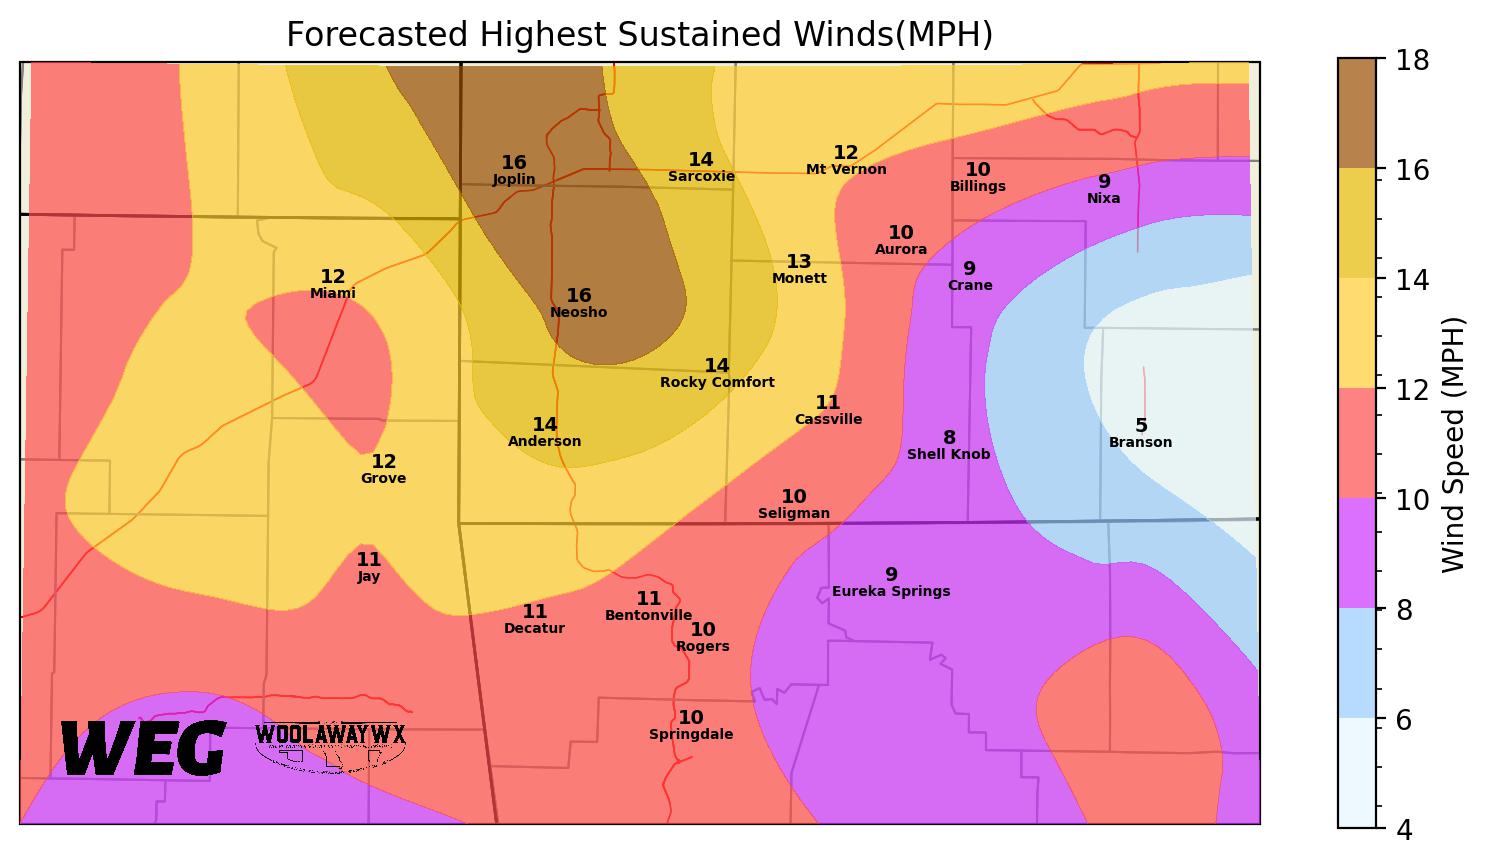 Forecasted Highest Sustained Winds(MPH)
16
Joplin
14
Sarcoxie
12
Mt Vernon
10
Billings
9
Nixa
10
Aurora
13
Monett
9
Crane
12
Miami
16
Neosho
14
Rocky Comfort
11
Cassville
14
Anderson
8
Shell Knob
5
Branson
12
Grove
10
Seligman
11
Jay
9
Eureka Springs
11
Decatur
11
Bentonville
10
Rogers
10
Springdale
WEG
WOOLAWAYWX
18
16
14
12
10
8
6
4
Wind Speed (MPH)